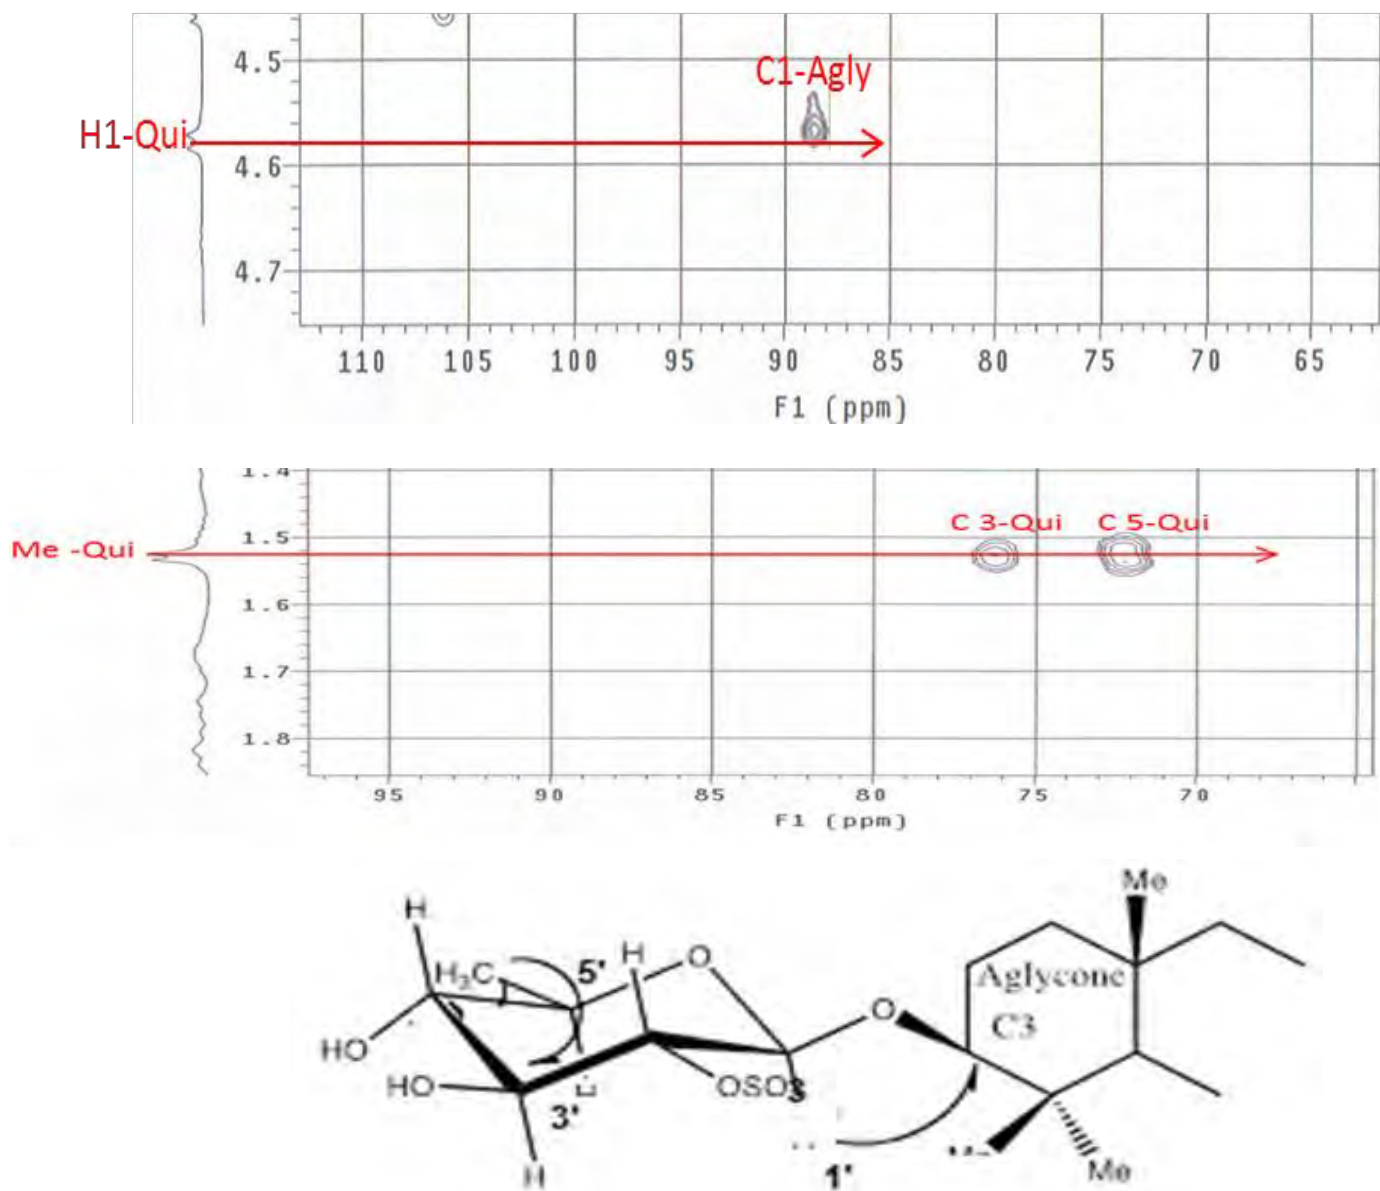 4.5
C1-Agly
H1-Qui
4.6
4.7
110 105 100 95 90 85 80 75 70 65
F1 (ppm)
1.4
1.5
C 3-Qui C 5-Qui
Me -Qui
1.6
1.7
1.8
95 90 85 80 75 70
F1 (ppm)
Me
H
H₃C 5' H O
Aglycone
O
C3
HO
HO
OSO3
3'
H
1'
Me